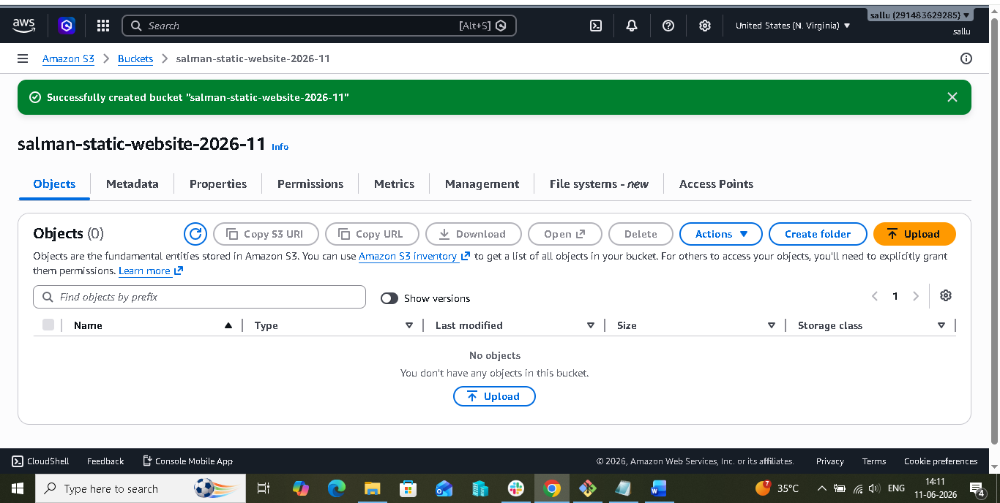 aws
Search [Alt+S]
United States (N. Virginia)
sallu (291483629285)
sallu
Amazon S3
Buckets
salman-static-website-2026-11
Successfully created bucket "salman-static-website-2026-11"
salman-static-website-2026-11 Info
Objects Metadata Properties Permissions Metrics Management File systems - new Access Points
Objects (0)
Copy S3 URI Copy URL Download Open Delete Actions Create folder Upload
Objects are the fundamental entities stored in Amazon S3. You can use Amazon S3 inventory to get a list of all objects in your bucket. For others to access your objects, you'll need to explicitly grant
them permissions. Learn more
Find objects by prefix Show versions 1
Name Type Last modified Size Storage class
No objects
You don't have any objects in this bucket.
Upload
CloudShell Feedback Console Mobile App © 2026, Amazon Web Services, Inc. or its affiliates. Privacy Terms Cookie preferences
Type here to search 7 35°C ENG 14:11
11-06-2026 4